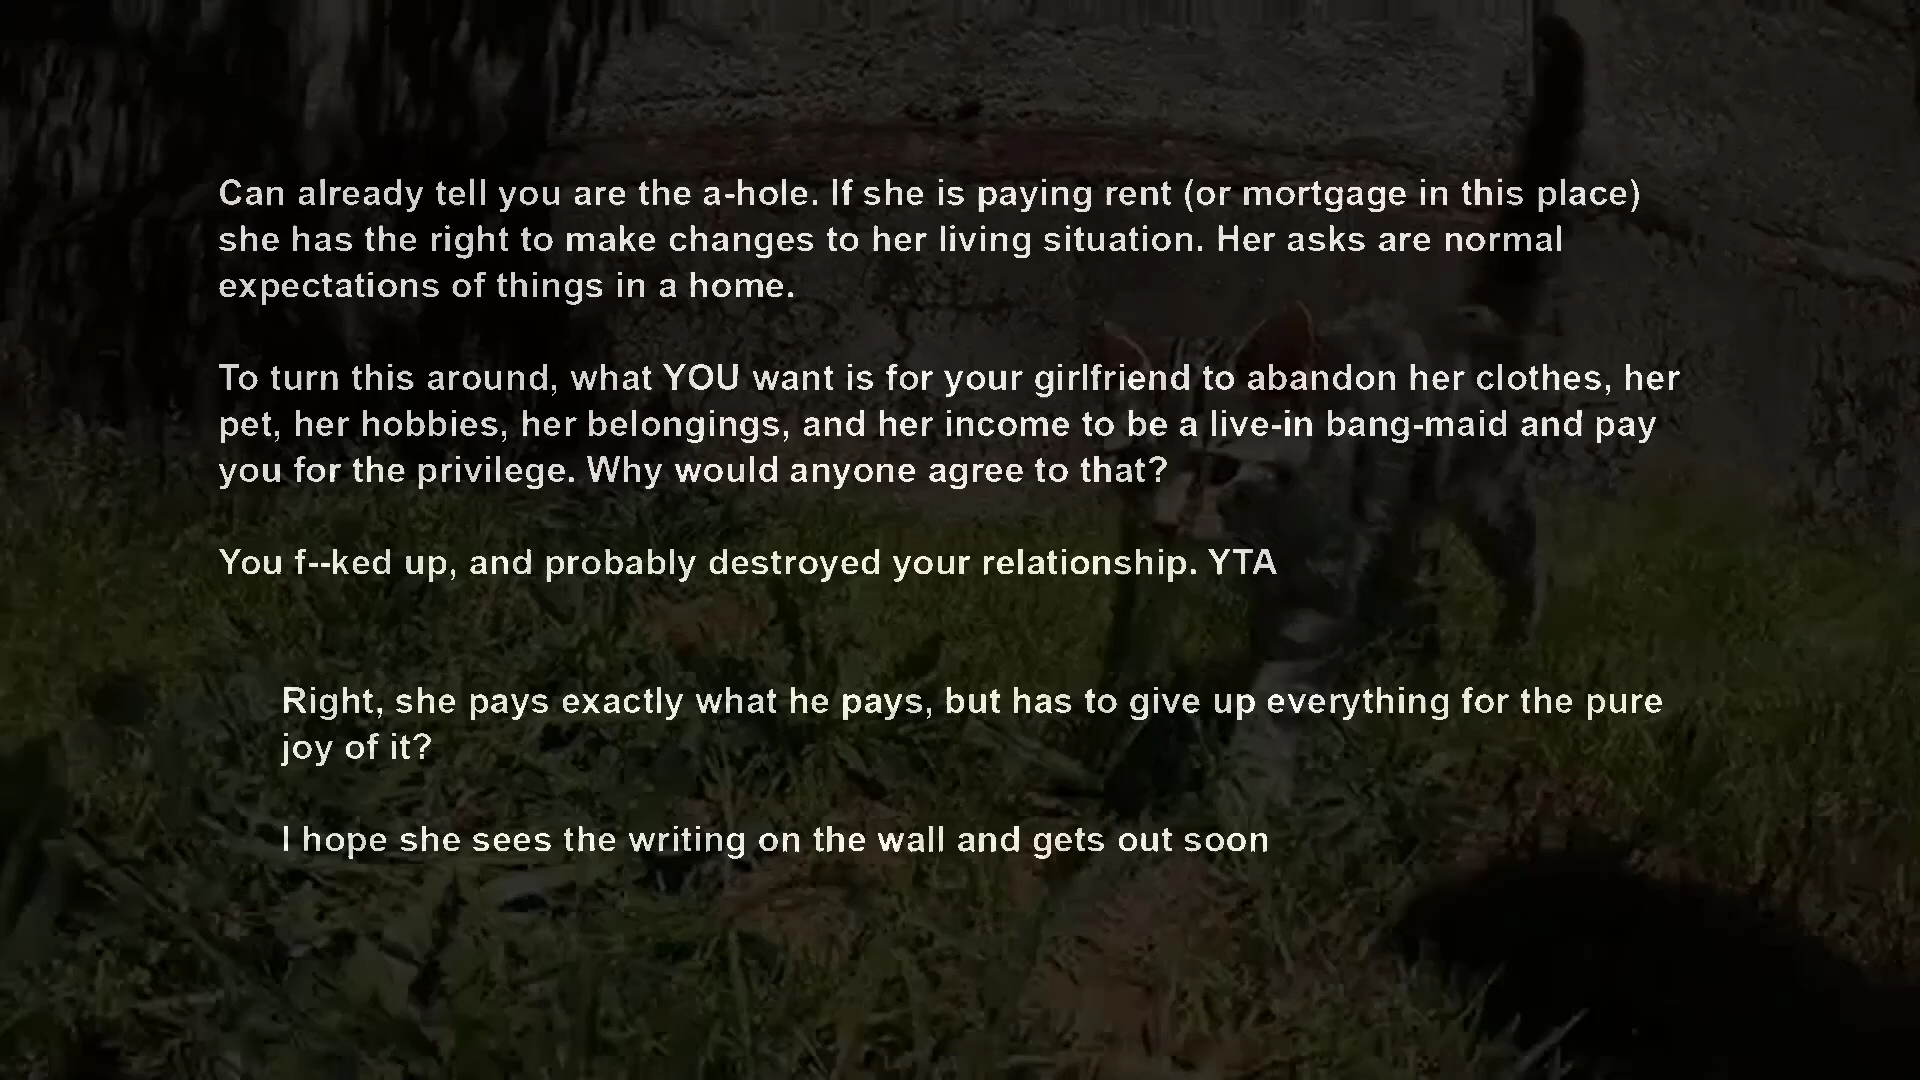 Can already tell you are the a-hole. If she is paying rent (or mortgage in this place)
she has the right to make changes to her living situation. Her asks are normal
expectations of things in a home.
To turn this around, what YOU want is for your girlfriend to abandon her clothes, her
pet, her hobbies, her belongings, and her income to be a live-in bang-maid and pay
you for the privilege. Why would anyone agree to that?
You f--ked up, and probably destroyed your relationship. YTA
Right, she pays exactly what he pays, but has to give up everything for the pure
joy of it?
I hope she sees the writing on the wall and gets out soon